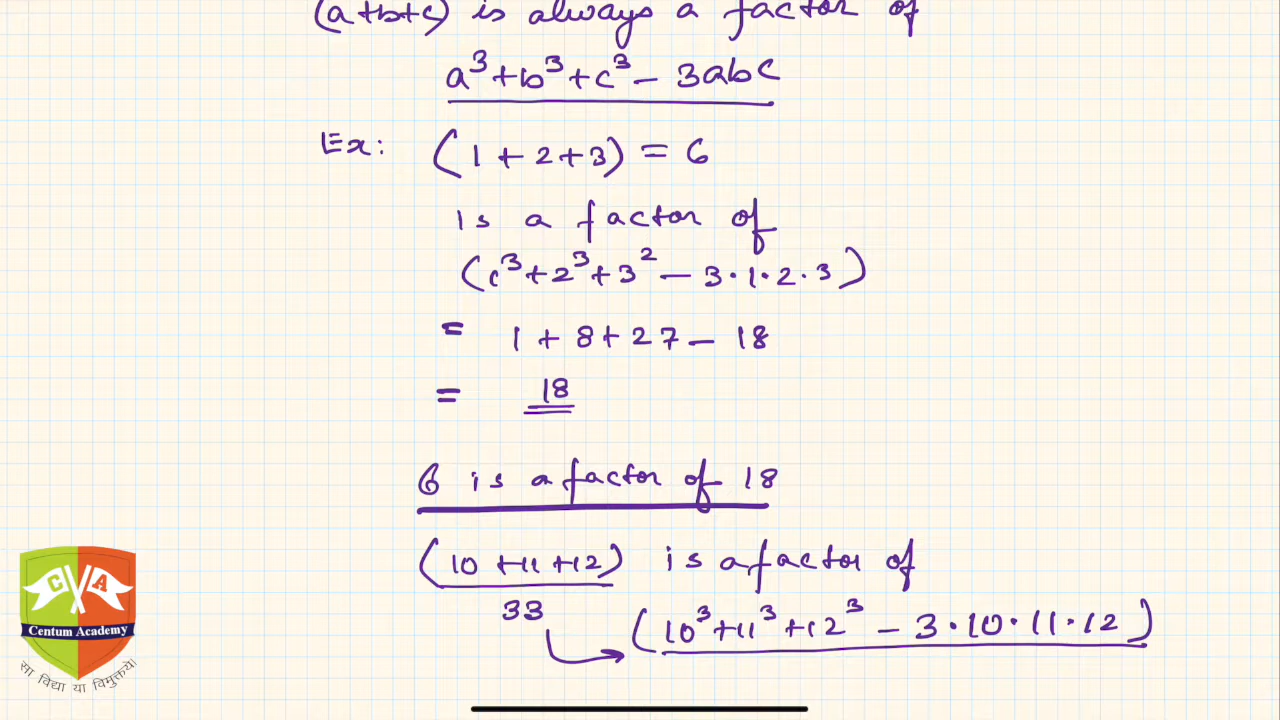 (a+b+c) is always a factor of
a³+b³+c³ - 3abc
Ex: (1+2+3) = 6
is a factor of
(1³+2³+3² - 3·1·2·3)
= 1+8+27-18
= 18
6 is a factor of 18
(10+11+12) is a factor of
33
(10³+11³+12³ - 3·10·11·12)
C A
Centum Academy
सा विद्या या विमुक्तये